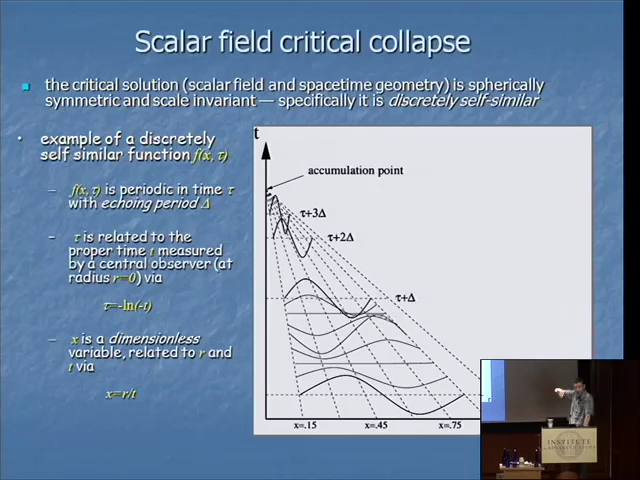 Scalar field critical collapse
the critical solution (scalar field and spacetime geometry) is spherically
symmetric and scale invariant — specifically it is discretely self-similar
example of a discretely
self similar function f(x, τ)
– f(x, τ) is periodic in time τ
with echoing period Δ
– τ is related to the
proper time t measured
by a central observer (at
radius r=0) via
τ=-ln(-t)
– x is a dimensionless
variable, related to r and
t via
x=r/t
t
accumulation point
τ+3Δ
τ+2Δ
τ+Δ
x=.15 x=.45 x=.75
INSTITUTE